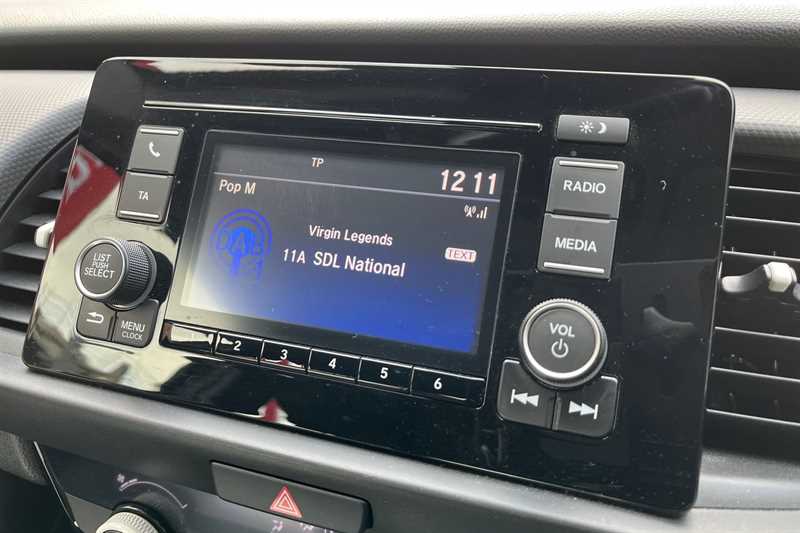 TP
12 11
Pop M
DAB
Virgin Legends
TEXT
11A SDL National
TA
LIST
PUSH
SELECT
MENU
CLOCK
2
3
4
5
6
RADIO
MEDIA
VOL